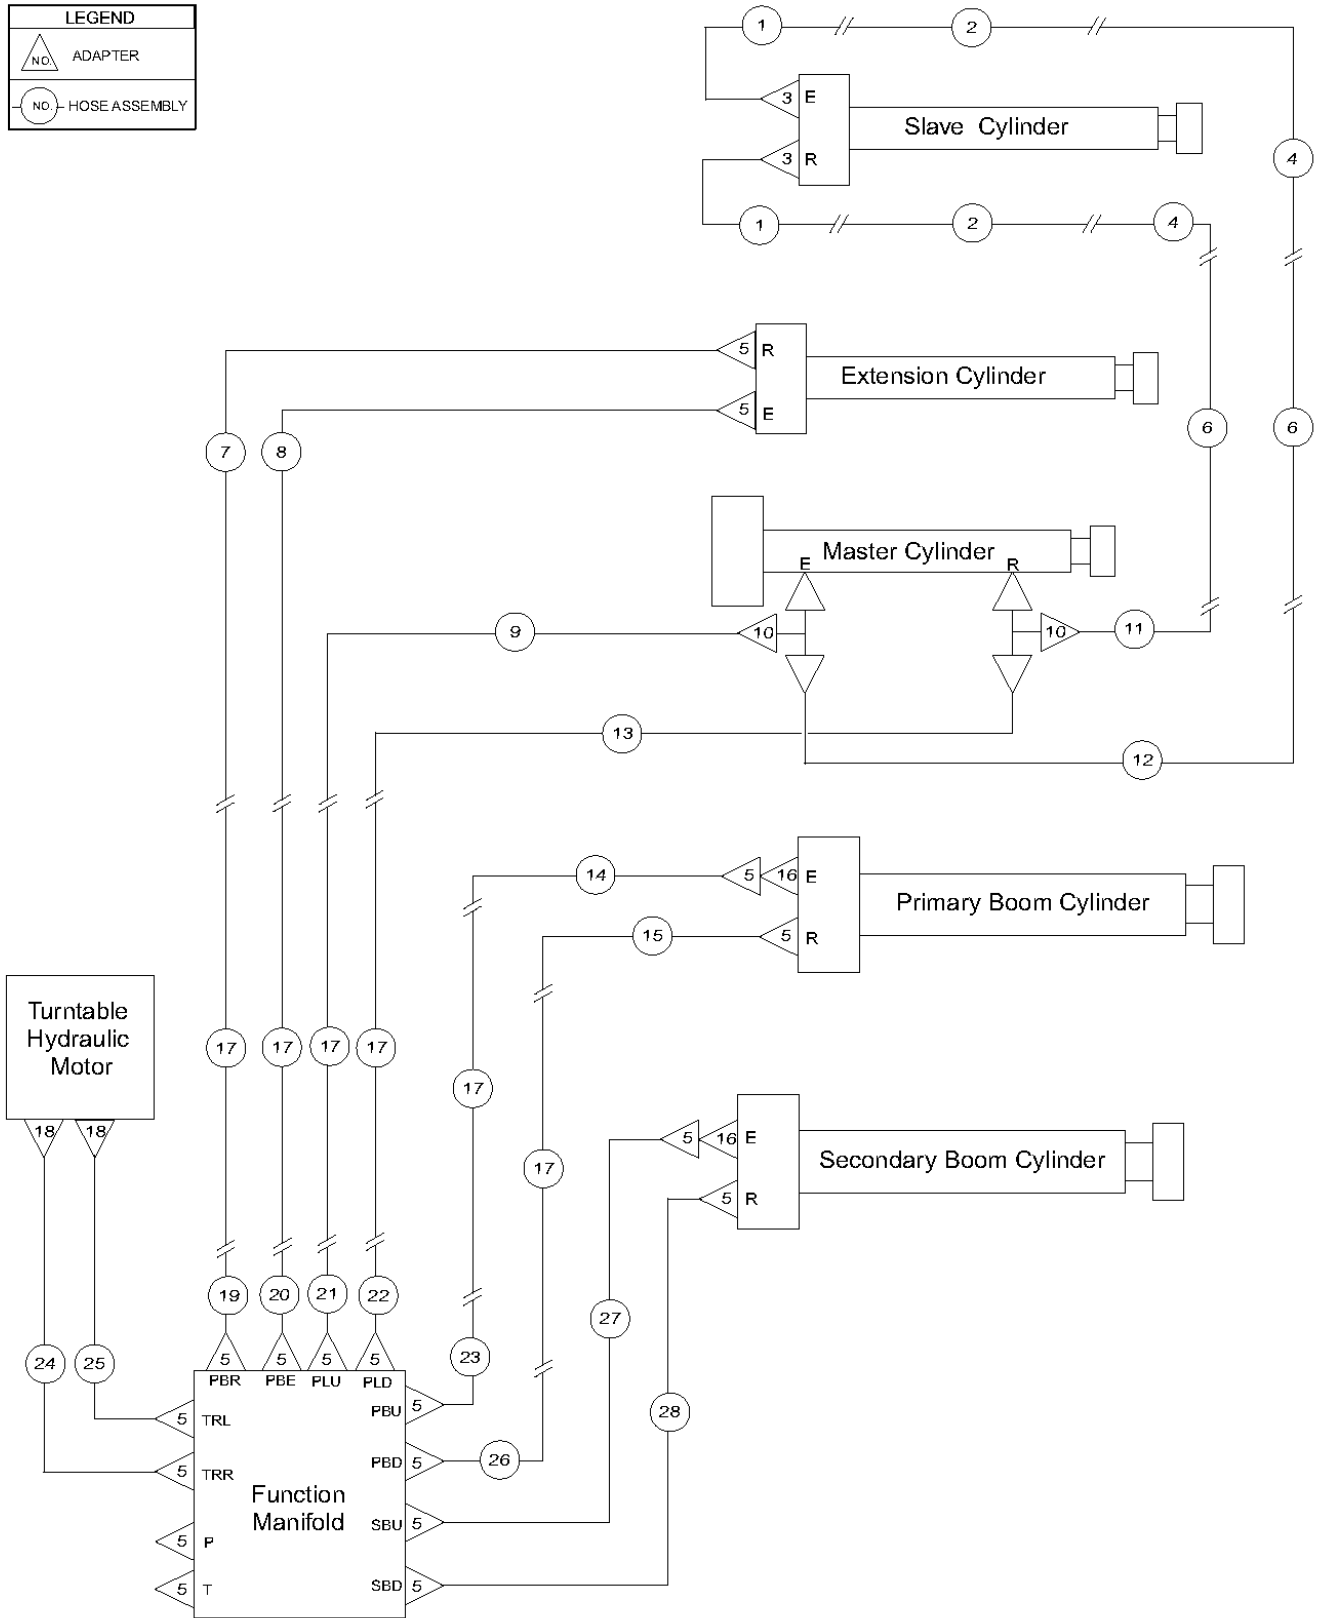 LEGEND
NO. ADAPTER
NO. HOSE ASSEMBLY
1 2
3 E
Slave Cylinder
3 R
4
1 2 4
5 R
Extension Cylinder
5 E
7 8
6 6
Master Cylinder
E R
9 10 10 11
13
12
14 5 16 E
Primary Boom Cylinder
15 5 R
Turntable
Hydraulic
Motor
17 17 17 17
17
18 18
5 16 E
Secondary Boom Cylinder
17
5 R
19 20 21 22
27
24 25
23
5 5 5 5
PBR PBE PLU PLD
PBU 5
28
5 TRL
PBD 5 26
5 TRR
Function
Manifold
SBU 5
5 P
SBD 5
5 T